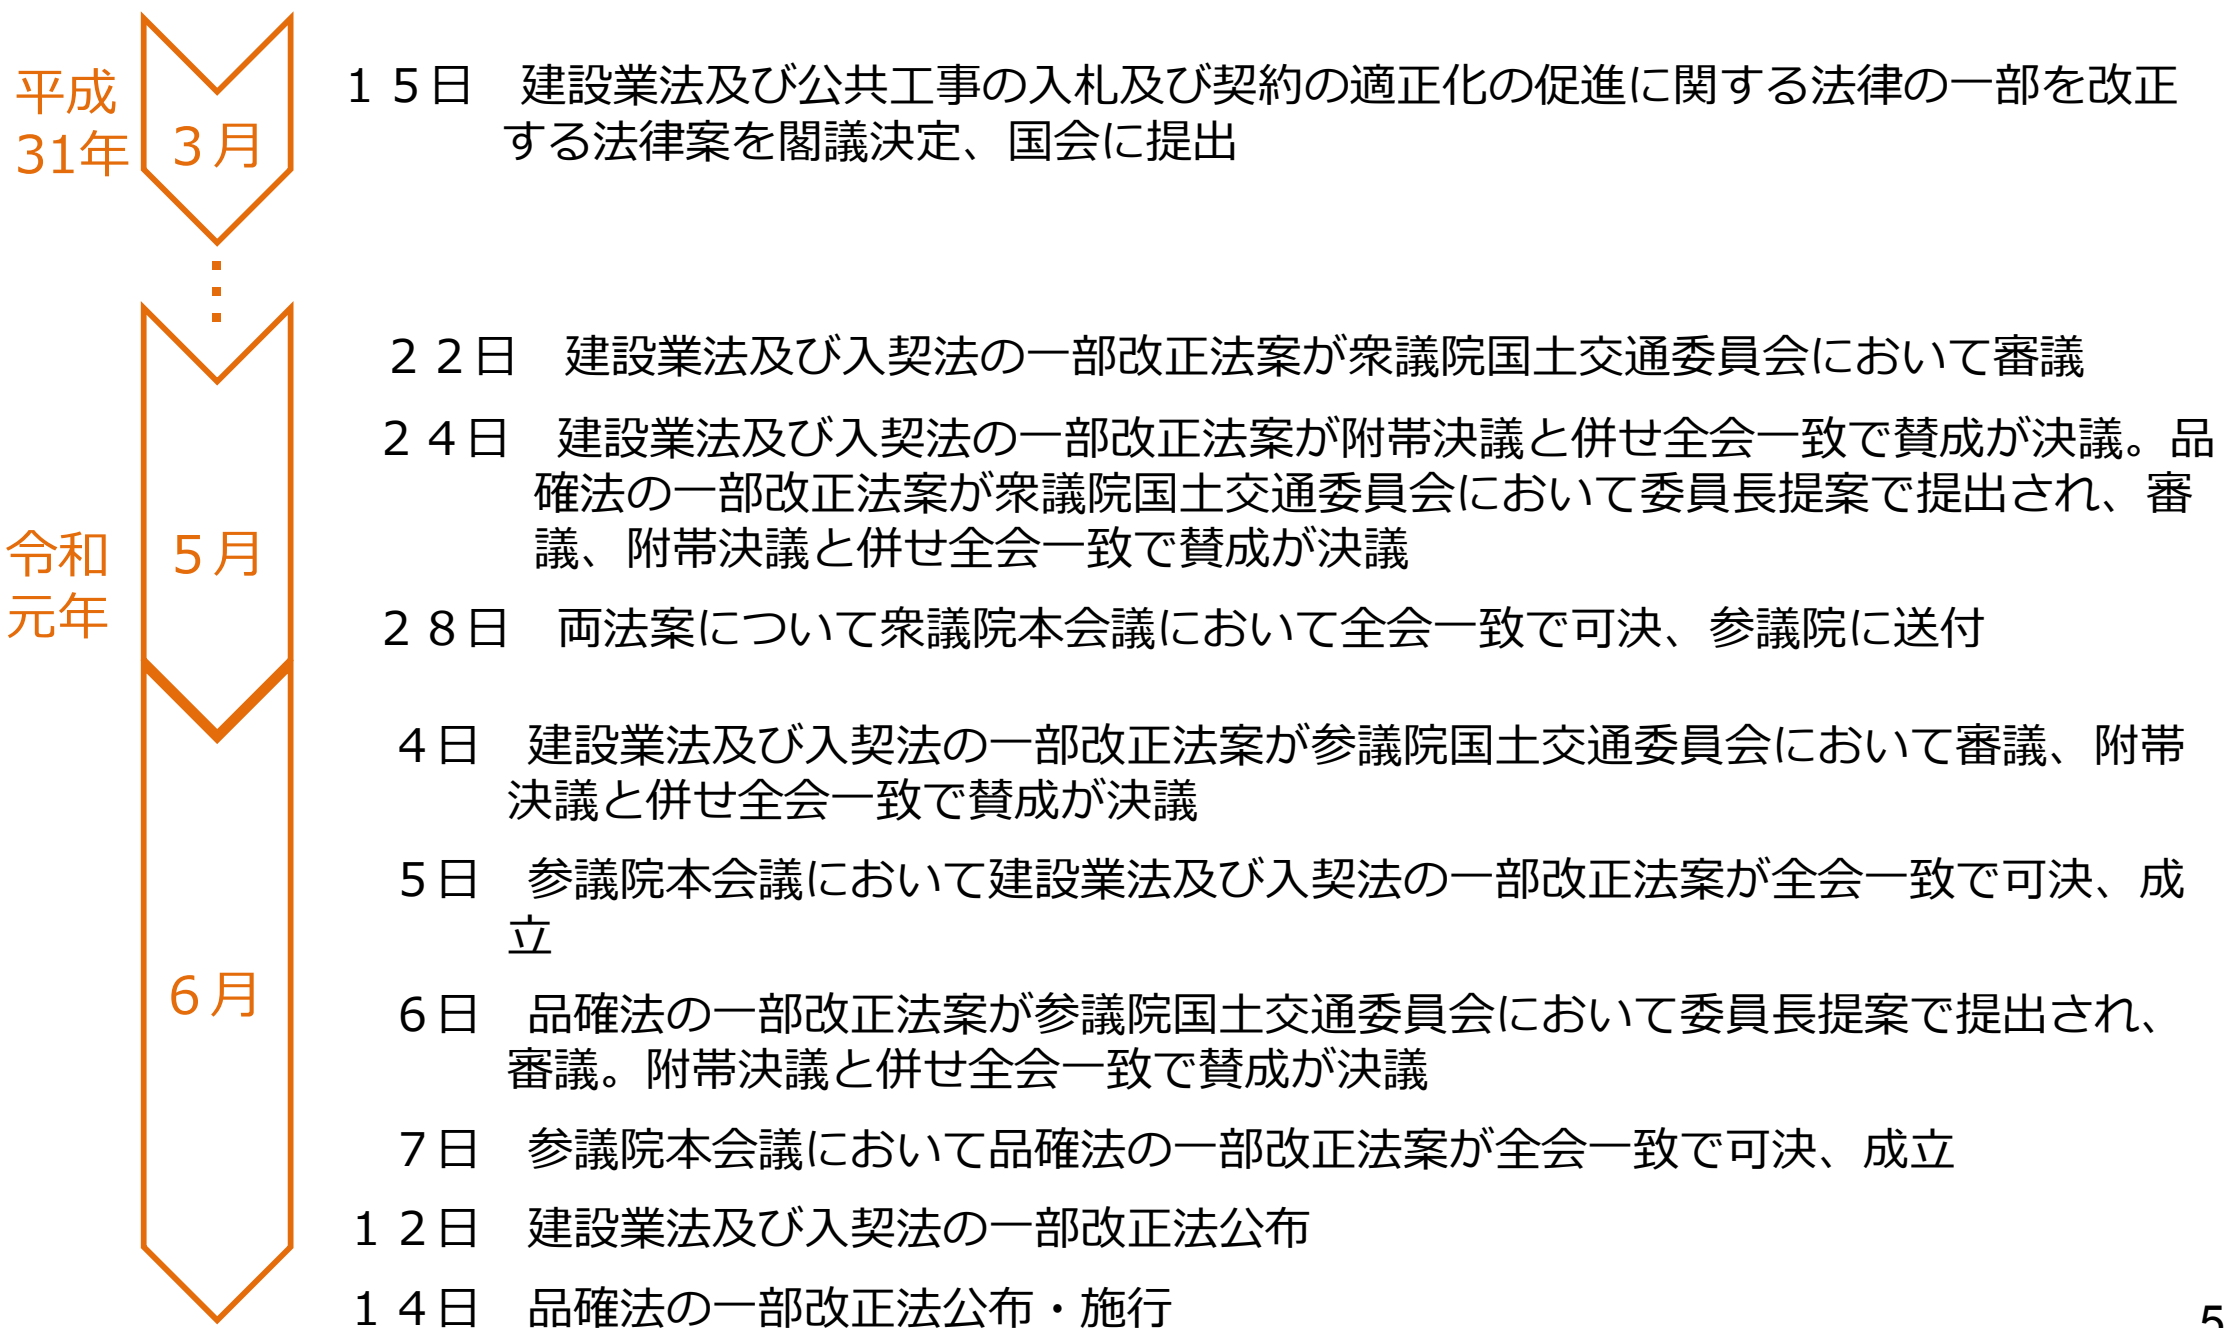 平成
31年
３月
１５日　建設業法及び公共工事の入札及び契約の適正化の促進に関する法律の一部を改正
する法律案を閣議決定、国会に提出
令和
元年
５月
２２日　建設業法及び入契法の一部改正法案が衆議院国土交通委員会において審議
２４日　建設業法及び入契法の一部改正法案が附帯決議と併せ全会一致で賛成が決議。品
確法の一部改正法案が衆議院国土交通委員会において委員長提案で提出され、審
議、附帯決議と併せ全会一致で賛成が決議
２８日　両法案について衆議院本会議において全会一致で可決、参議院に送付
６月
４日　建設業法及び入契法の一部改正法案が参議院国土交通委員会において審議、附帯
決議と併せ全会一致で賛成が決議
５日　参議院本会議において建設業法及び入契法の一部改正法案が全会一致で可決、成
立
６日　品確法の一部改正法案が参議院国土交通委員会において委員長提案で提出され、
審議。附帯決議と併せ全会一致で賛成が決議
７日　参議院本会議において品確法の一部改正法案が全会一致で可決、成立
１２日　建設業法及び入契法の一部改正法公布
１４日　品確法の一部改正法公布・施行
5